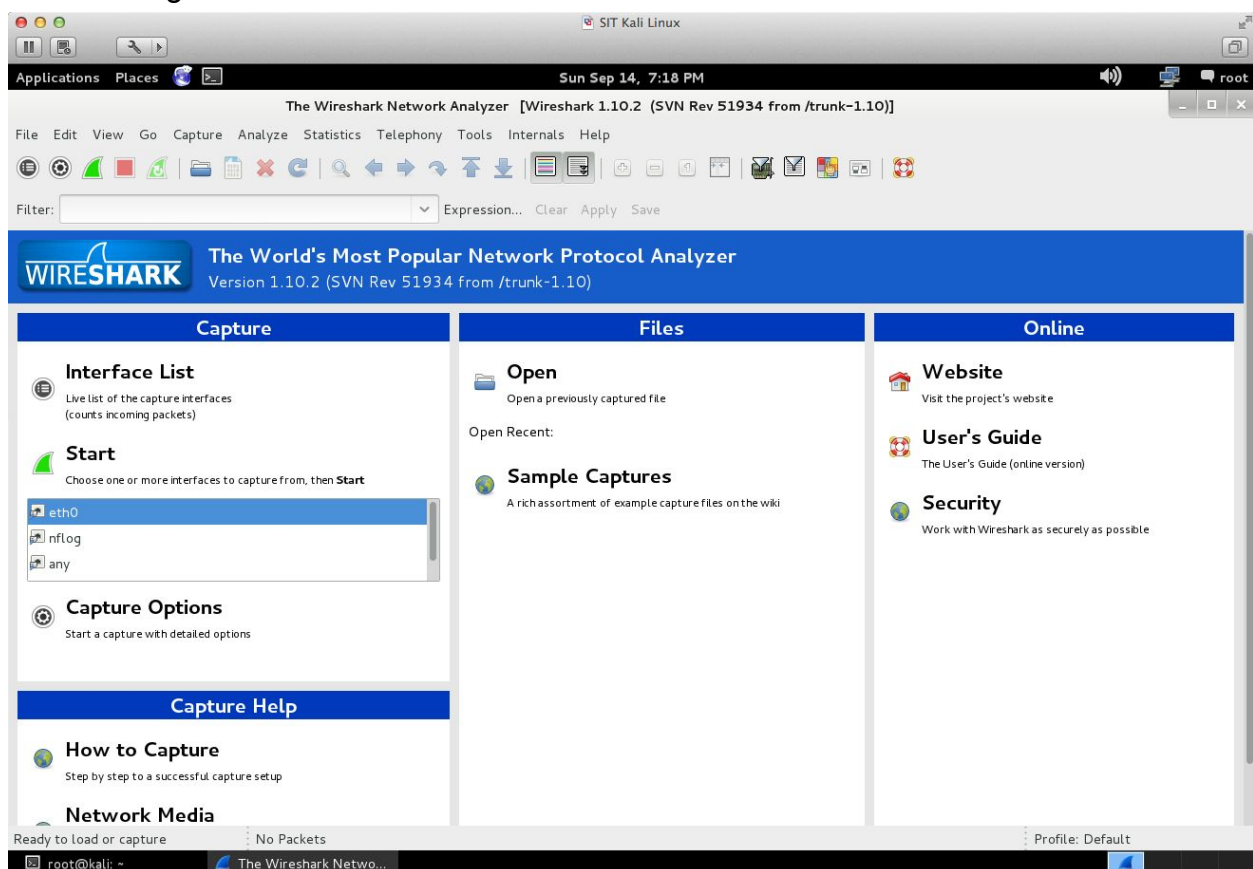 SIT Kali Linux
Applications Places Sun Sep 14, 7:18 PM root
The Wireshark Network Analyzer [Wireshark 1.10.2 (SVN Rev 51934 from /trunk-1.10)]
File Edit View Go Capture Analyze Statistics Telephony Tools Internals Help
Filter: Expression... Clear Apply Save
WIRESHARK
The World's Most Popular Network Protocol Analyzer
Version 1.10.2 (SVN Rev 51934 from /trunk-1.10)
Capture
Interface List
Live list of the capture interfaces
(counts incoming packets)
Start
Choose one or more interfaces to capture from, then Start
eth0
nflog
any
Capture Options
Start a capture with detailed options
Capture Help
How to Capture
Step by step to a successful capture setup
Network Media
Files
Open
Open a previously captured file
Open Recent:
Sample Captures
A rich assortment of example capture files on the wiki
Online
Website
Visit the project's website
User's Guide
The User's Guide (online version)
Security
Work with Wireshark as securely as possible
Ready to load or capture No Packets Profile: Default
root@kali: ~ The Wireshark Netwo...